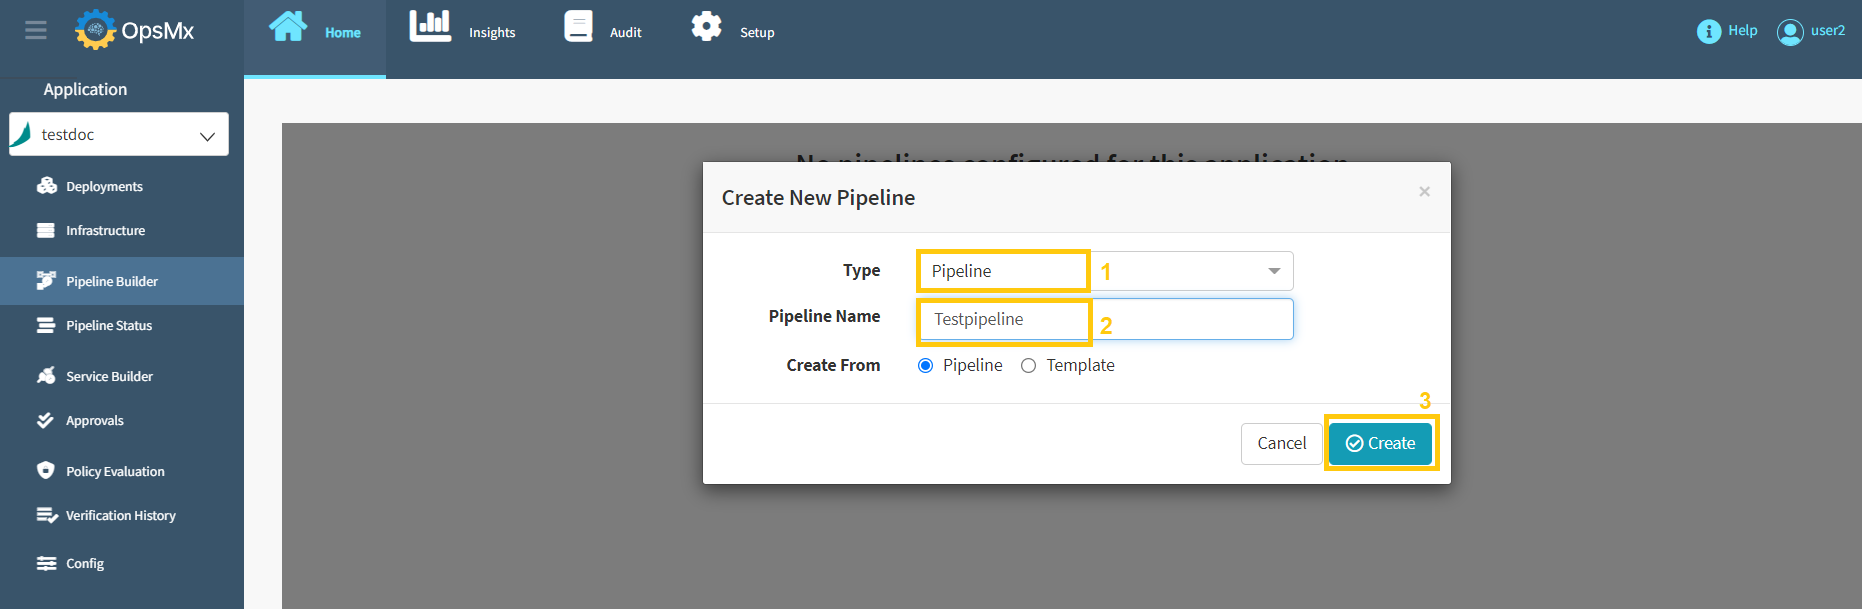 OpsMx
Home
Insights
Audit
Setup
Help
user2
Application
testdoc
Deployments
Infrastructure
Pipeline Builder
Pipeline Status
Service Builder
Approvals
Policy Evaluation
Verification History
Config
No pipelines configured for this application
Create New Pipeline
×
Type
Pipeline
1
Pipeline Name
Testpipeline
2
Create From
Pipeline
Template
3
Cancel
Create